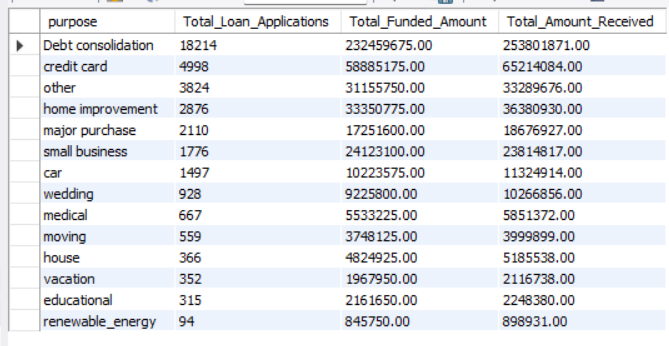 purpose Total_Loan_Applications Total_Funded_Amount Total_Amount_Received
Debt consolidation 18214 232459675.00 253801871.00
credit card 4998 58885175.00 65214084.00
other 3824 31155750.00 33289676.00
home improvement 2876 33350775.00 36380930.00
major purchase 2110 17251600.00 18676927.00
small business 1776 24123100.00 23814817.00
car 1497 10223575.00 11324914.00
wedding 928 9225800.00 10266856.00
medical 667 5533225.00 5851372.00
moving 559 3748125.00 3999899.00
house 366 4824925.00 5185538.00
vacation 352 1967950.00 2116738.00
educational 315 2161650.00 2248380.00
renewable_energy 94 845750.00 898931.00